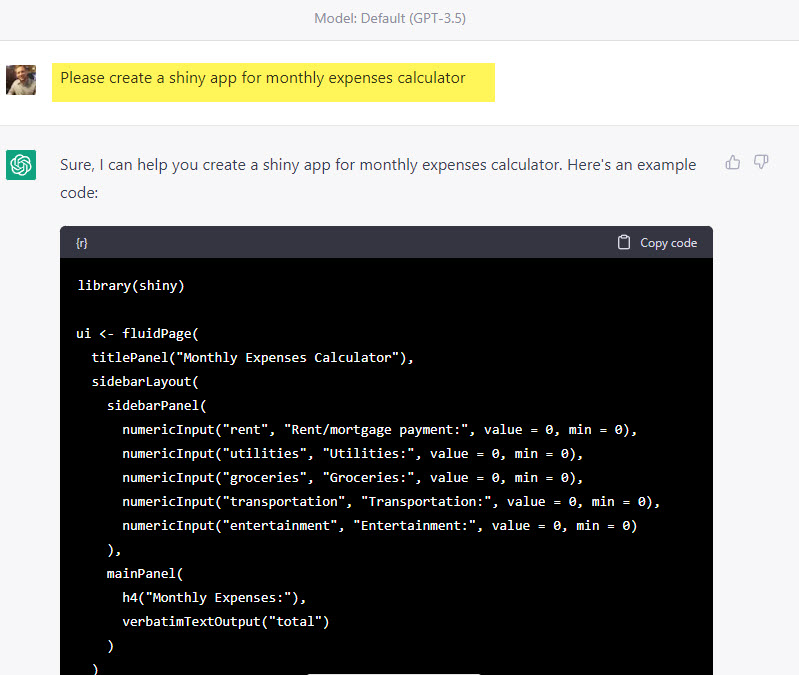 Model: Default (GPT-3.5)
Please create a shiny app for monthly expenses calculator
Sure, I can help you create a shiny app for monthly expenses calculator. Here's an example
code:
{r}
Copy code
library(shiny)
ui <- fluidPage(
  titlePanel("Monthly Expenses Calculator"),
  sidebarLayout(
    sidebarPanel(
      numericInput("rent", "Rent/mortgage payment:", value = 0, min = 0),
      numericInput("utilities", "Utilities:", value = 0, min = 0),
      numericInput("groceries", "Groceries:", value = 0, min = 0),
      numericInput("transportation", "Transportation:", value = 0, min = 0),
      numericInput("entertainment", "Entertainment:", value = 0, min = 0)
    ),
    mainPanel(
      h4("Monthly Expenses:"),
      verbatimTextOutput("total")
    )
  )